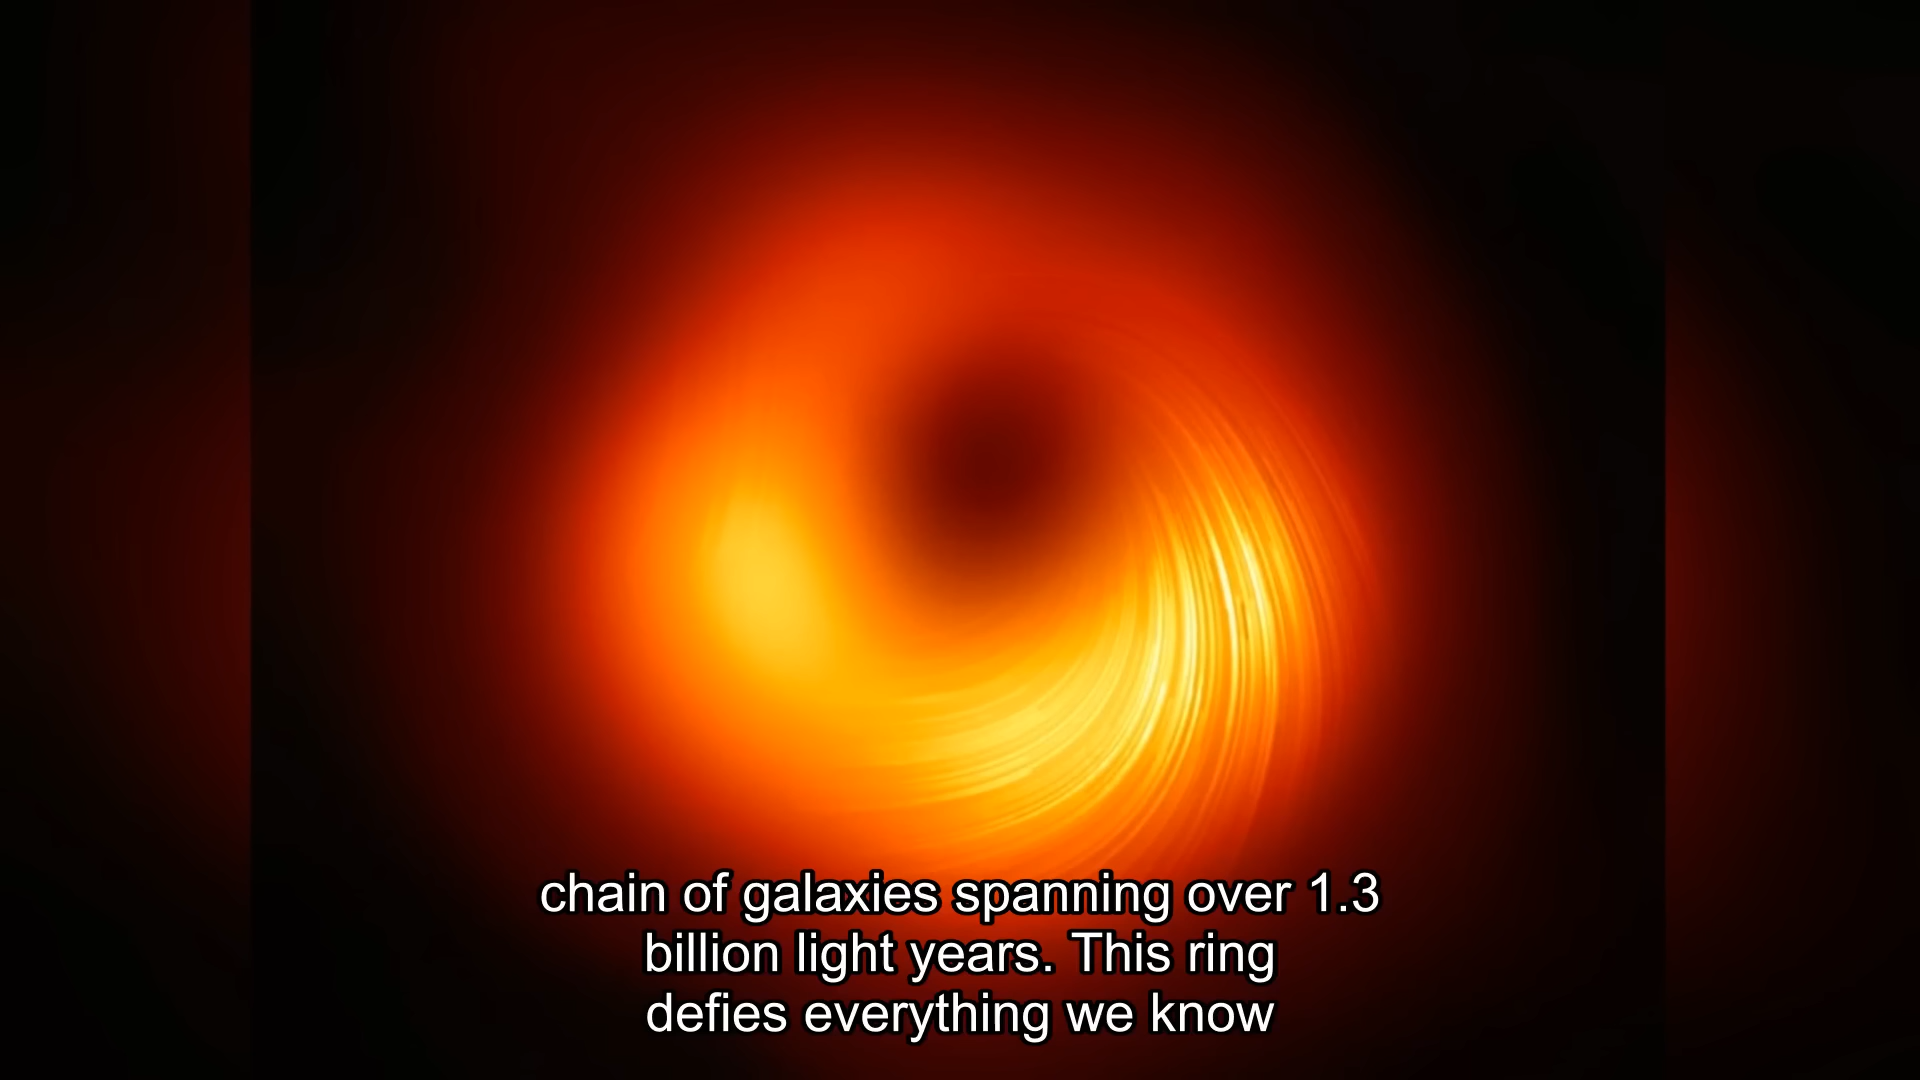 chain of galaxies spanning over 1.3
billion light years. This ring
defies everything we know